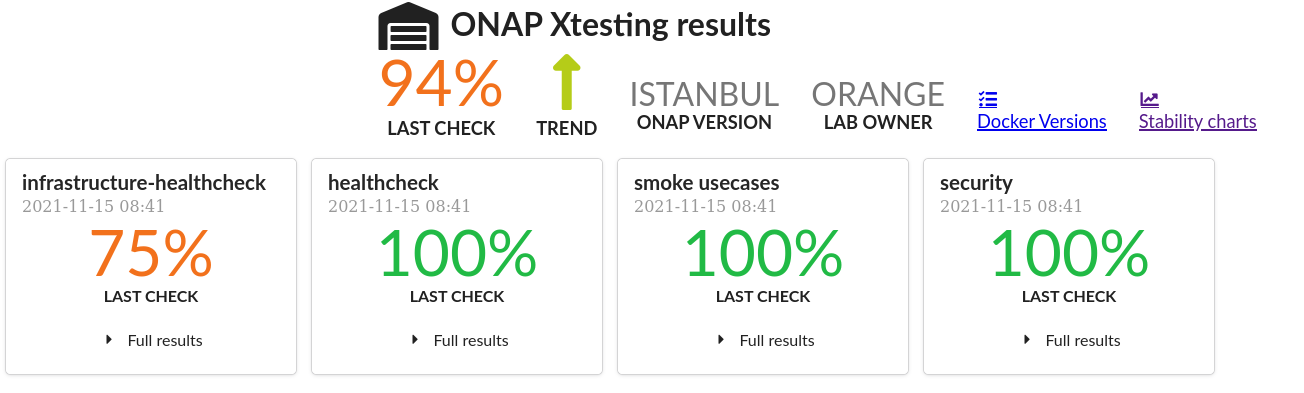 ONAP Xtesting results
94%
LAST CHECK
TREND
ISTANBUL
ONAP VERSION
ORANGE
LAB OWNER
Docker Versions
Stability charts
infrastructure-healthcheck
2021-11-15 08:41
75%
LAST CHECK
Full results
healthcheck
2021-11-15 08:41
100%
LAST CHECK
Full results
smoke usecases
2021-11-15 08:41
100%
LAST CHECK
Full results
security
2021-11-15 08:41
100%
LAST CHECK
Full results